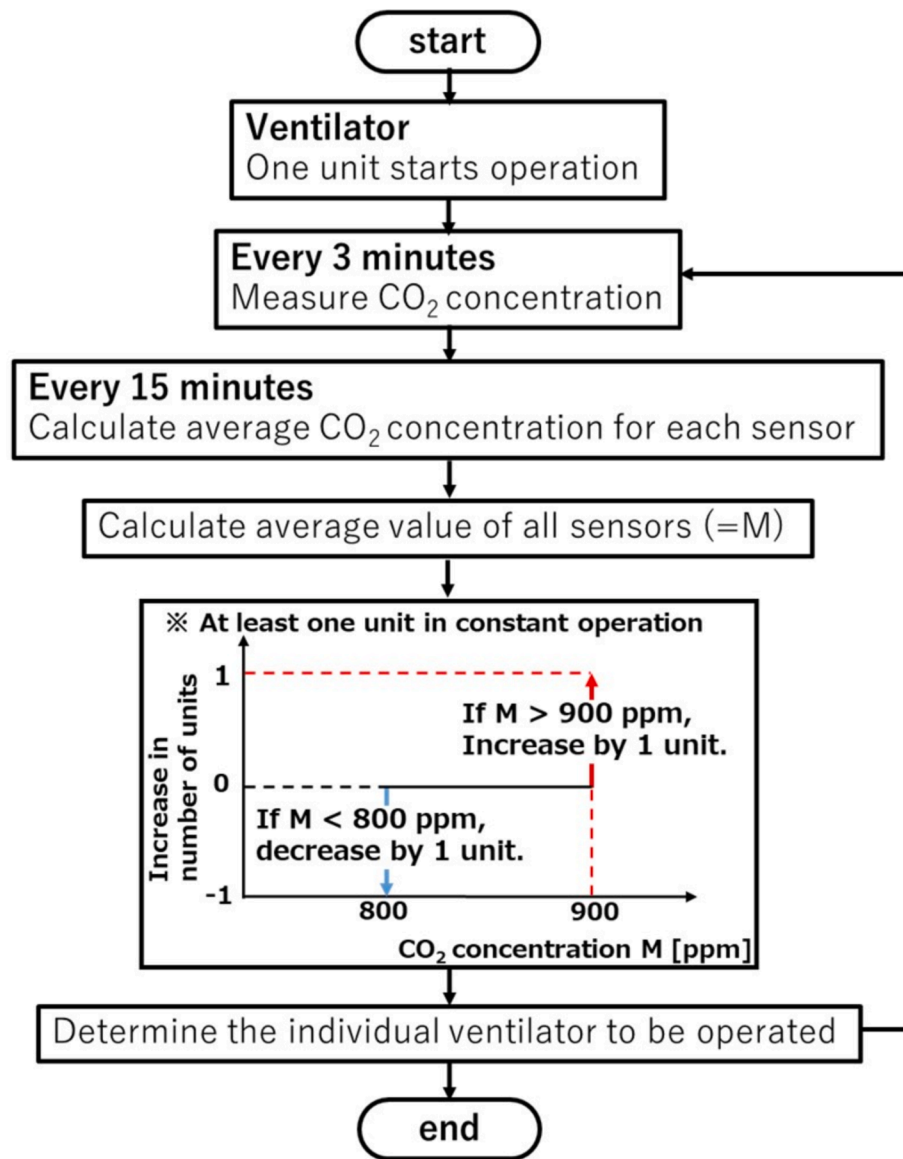 start
Ventilator
One unit starts operation
Every 3 minutes
Measure CO₂ concentration
Every 15 minutes
Calculate average CO₂ concentration for each sensor
Calculate average value of all sensors (=M)
※ At least one unit in constant operation
Increase in
number of units
1
0
-1
If M > 900 ppm,
Increase by 1 unit.
If M < 800 ppm,
decrease by 1 unit.
800
900
CO₂ concentration M [ppm]
Determine the individual ventilator to be operated
end